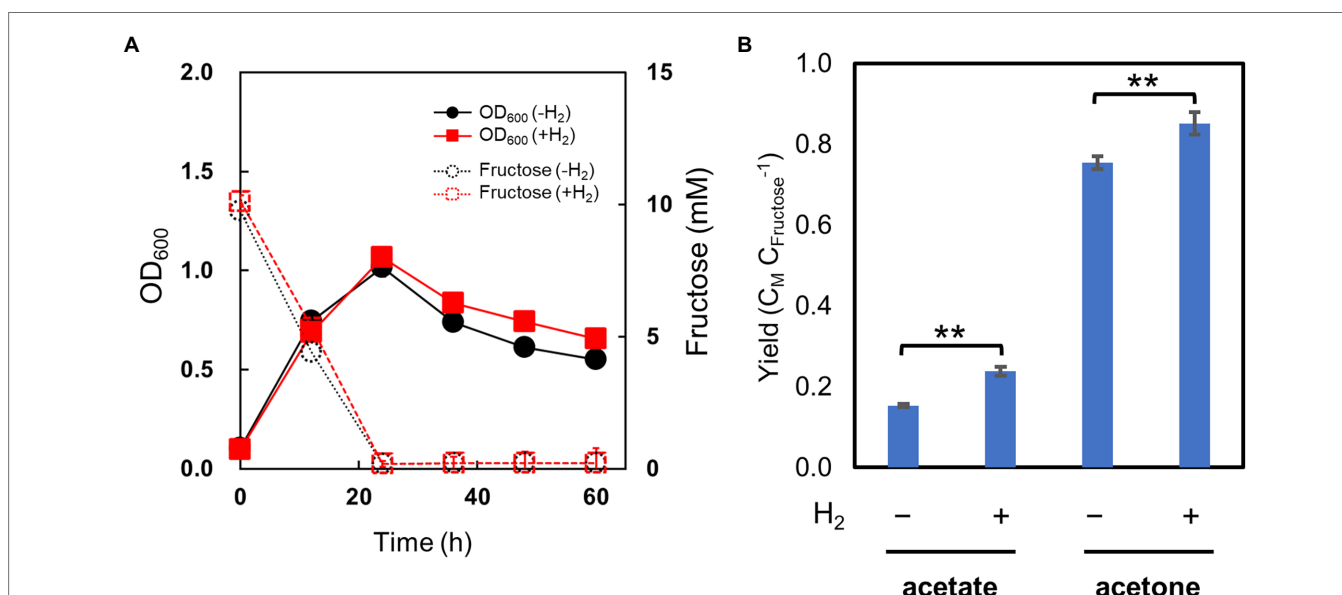 A
2.0
1.5
1.0
0.5
0.0
OD600
15
10
5
0
Fructose (mM)
OD600 (-H2)
OD600 (+H2)
Fructose (-H2)
Fructose (+H2)
0 20 40 60
Time (h)
B
1.0
0.8
0.6
0.4
0.2
0.0
Yield (CM CFructose-1)
**
**
H2 – + – +
acetate acetone